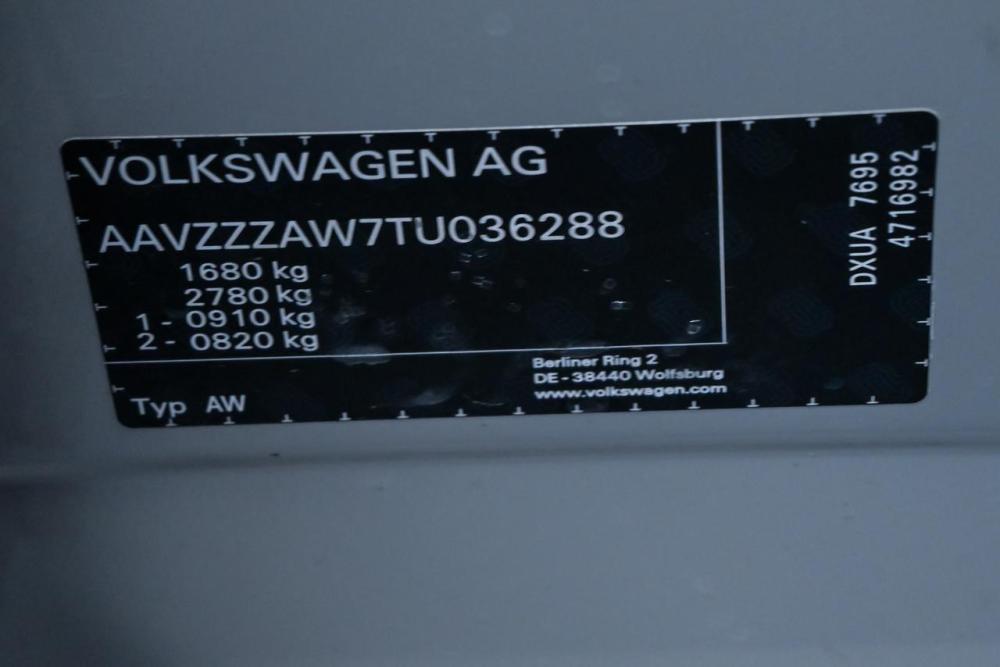 VOLKSWAGEN AG
AAVZZZAW7TU036288
1680 kg
2780 kg
1 - 0910 kg
2 - 0820 kg
Typ AW
Berliner Ring 2
DE - 38440 Wolfsburg
www.volkswagen.com
DXUA 7695
4716982